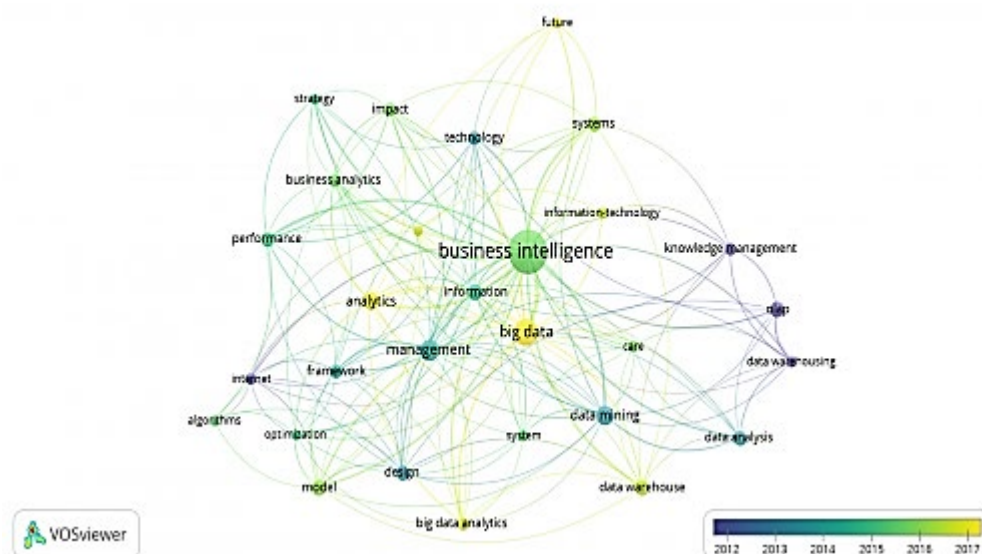 future
strategy
impact
technology
systems
business analytics
information-technology
performance
business intelligence
knowledge management
information
analytics
olap
big data
management
care
data warehousing
framework
internet
algorithms
data mining
optimization
system
data analysis
design
model
data warehouse
big data analytics
VOSviewer
2012 2013 2014 2015 2016 2017